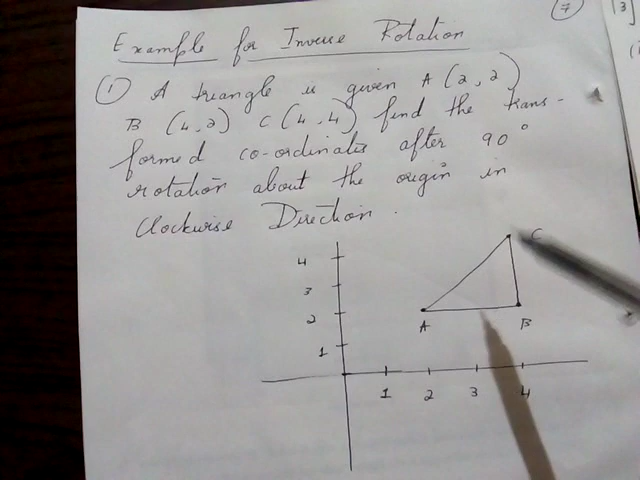 7
[3]
Example for Inverse Rotation
1 A triangle is given A (2,2)
B (4,2) C (4,4) find the trans-
formed co-ordinates after 90°
rotation about the origin in
Clockwise Direction.
C
4
3
2
A B
1
1 2 3 4